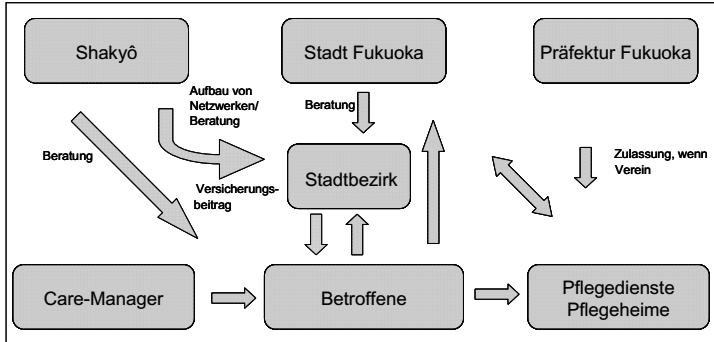 Shakyô
Stadt Fukuoka
Präfektur Fukuoka
Aufbau von
Netzwerken/
Beratung
Beratung
Beratung
Zulassung, wenn
Verein
Stadtbezirk
Versicherungs-
beitrag
Care-Manager
Betroffene
Pflegedienste
Pflegeheime